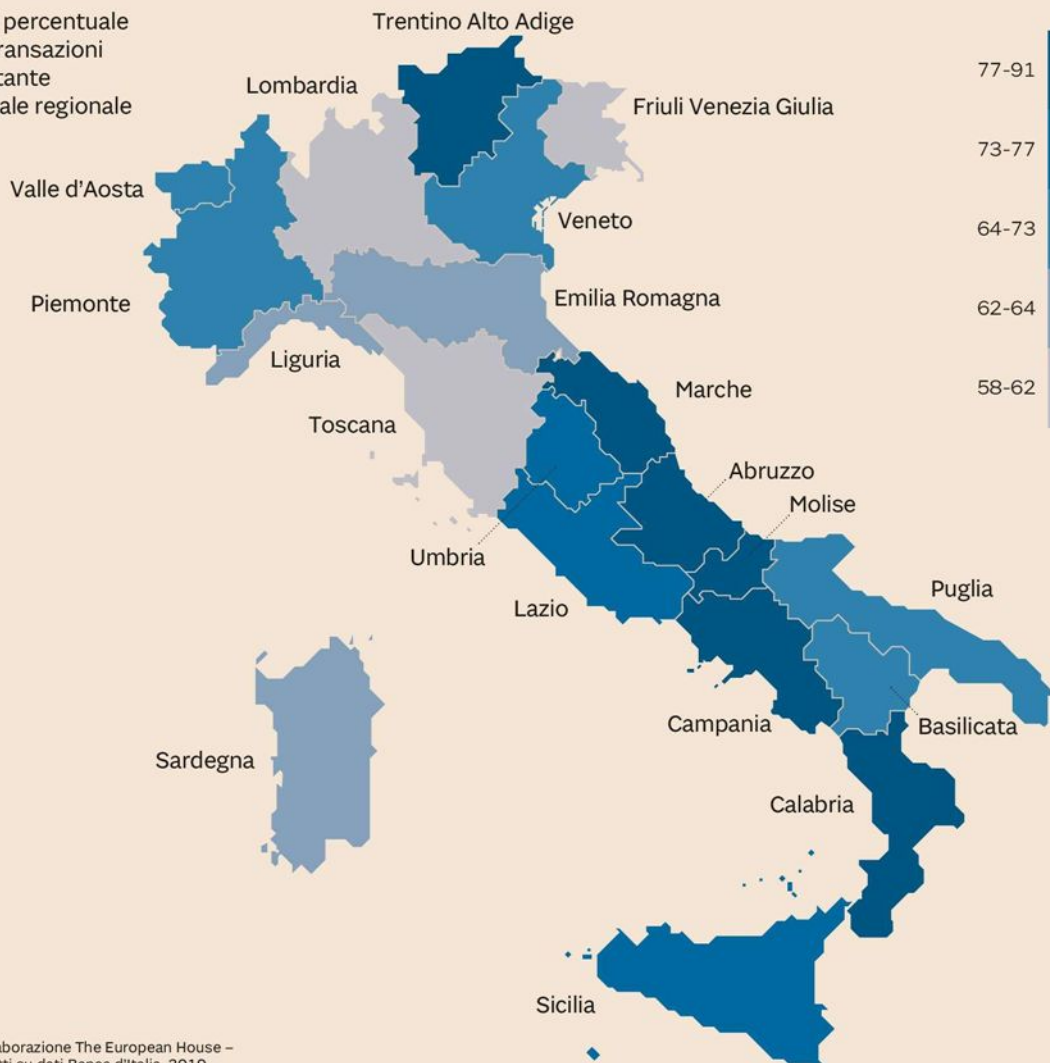 percentuale
ransazioni
tante
ale regionale
Trentino Alto Adige
Lombardia
Friuli Venezia Giulia
Valle d'Aosta
Veneto
Piemonte
Emilia Romagna
Liguria
Marche
Toscana
Abruzzo
Molise
Umbria
Lazio
Puglia
Campania
Basilicata
Sardegna
Calabria
Sicilia
77-91
73-77
64-73
62-64
58-62
aborazione The European House –